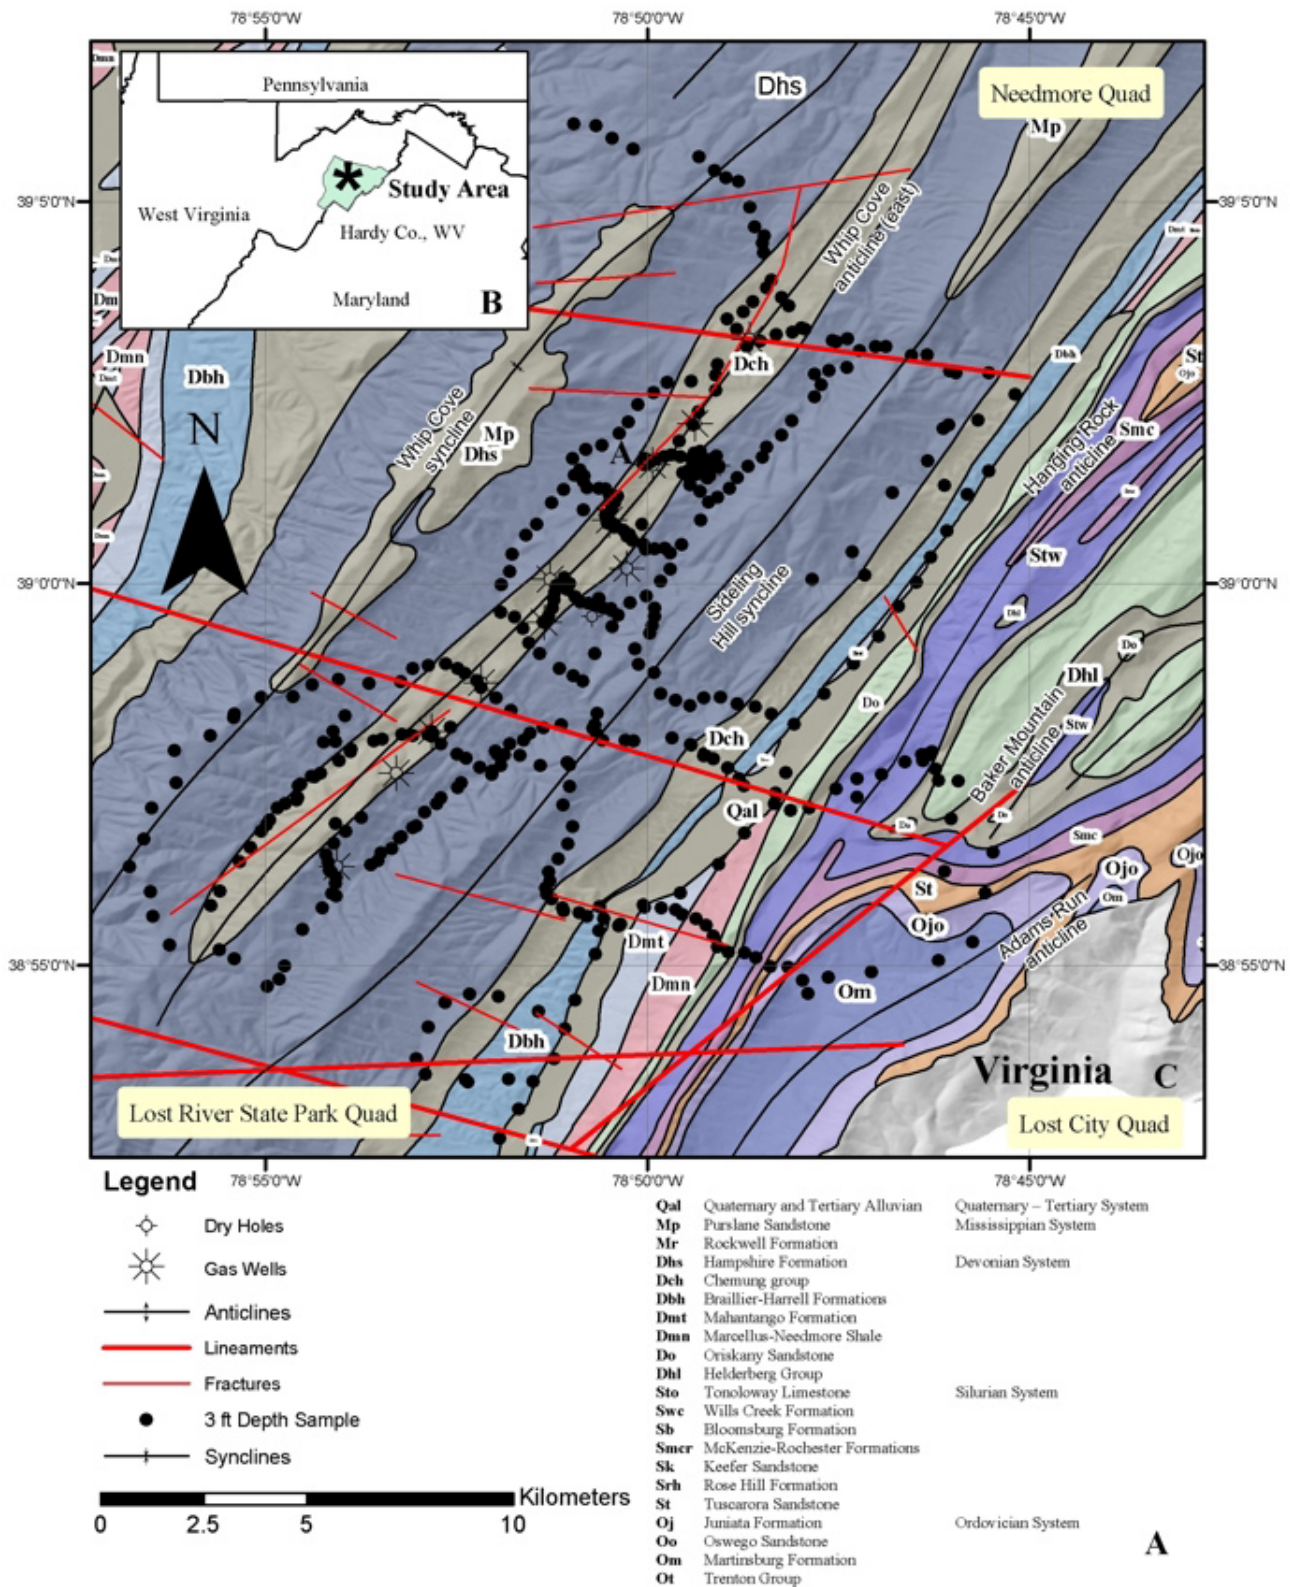 78°55'0"W 78°50'0"W 78°45'0"W
Dmn
Pennsylvania
Dhs
Needmore Quad
Mp
39°5'0"N 39°5'0"N
Study Area
West Virginia
Hardy Co., WV
Whip Cove
anticline (east)
Maryland
B
Dmn
Dmt
Dbh
Dch
Dbh
St
Ojo
N
Whip Cove
syncline
Mp
Dhs
A
Hanging Rock
anticline
Smc
Stw
39°0'0"N 39°0'0"N
Sideling
Hill syncline
Dhl
Do
Dhl
Do
Baker Mountain
anticline
Stw
Dch
Qal
Do
Do
Smc
St
Ojo
Ojo
Om
Ojo
Adams Run
anticline
Dmt
Dmn
Om
38°55'0"N 38°55'0"N
Dbh
Virginia C
Lost River State Park Quad
Lost City Quad
78°55'0"W 78°50'0"W 78°45'0"W
Legend
Dry Holes
Gas Wells
Anticlines
Lineaments
Fractures
3 ft Depth Sample
Synclines
Kilometers
0 2.5 5 10
Qal Quaternary and Tertiary Alluvian Quaternary – Tertiary System
Mp Purslane Sandstone Mississippian System
Mr Rockwell Formation
Dhs Hampshire Formation Devonian System
Dch Chemung group
Dbh Braillier-Harrell Formations
Dmt Mahantango Formation
Dmn Marcellus-Needmore Shale
Do Oriskany Sandstone
Dhl Helderberg Group
Sto Tonoloway Limestone Silurian System
Swc Wills Creek Formation
Sb Bloomsburg Formation
Smcr McKenzie-Rochester Formations
Sk Keefer Sandstone
Srh Rose Hill Formation
St Tuscarora Sandstone
Oj Juniata Formation Ordovician System
Oo Oswego Sandstone
Om Martinsburg Formation
Ot Trenton Group
A